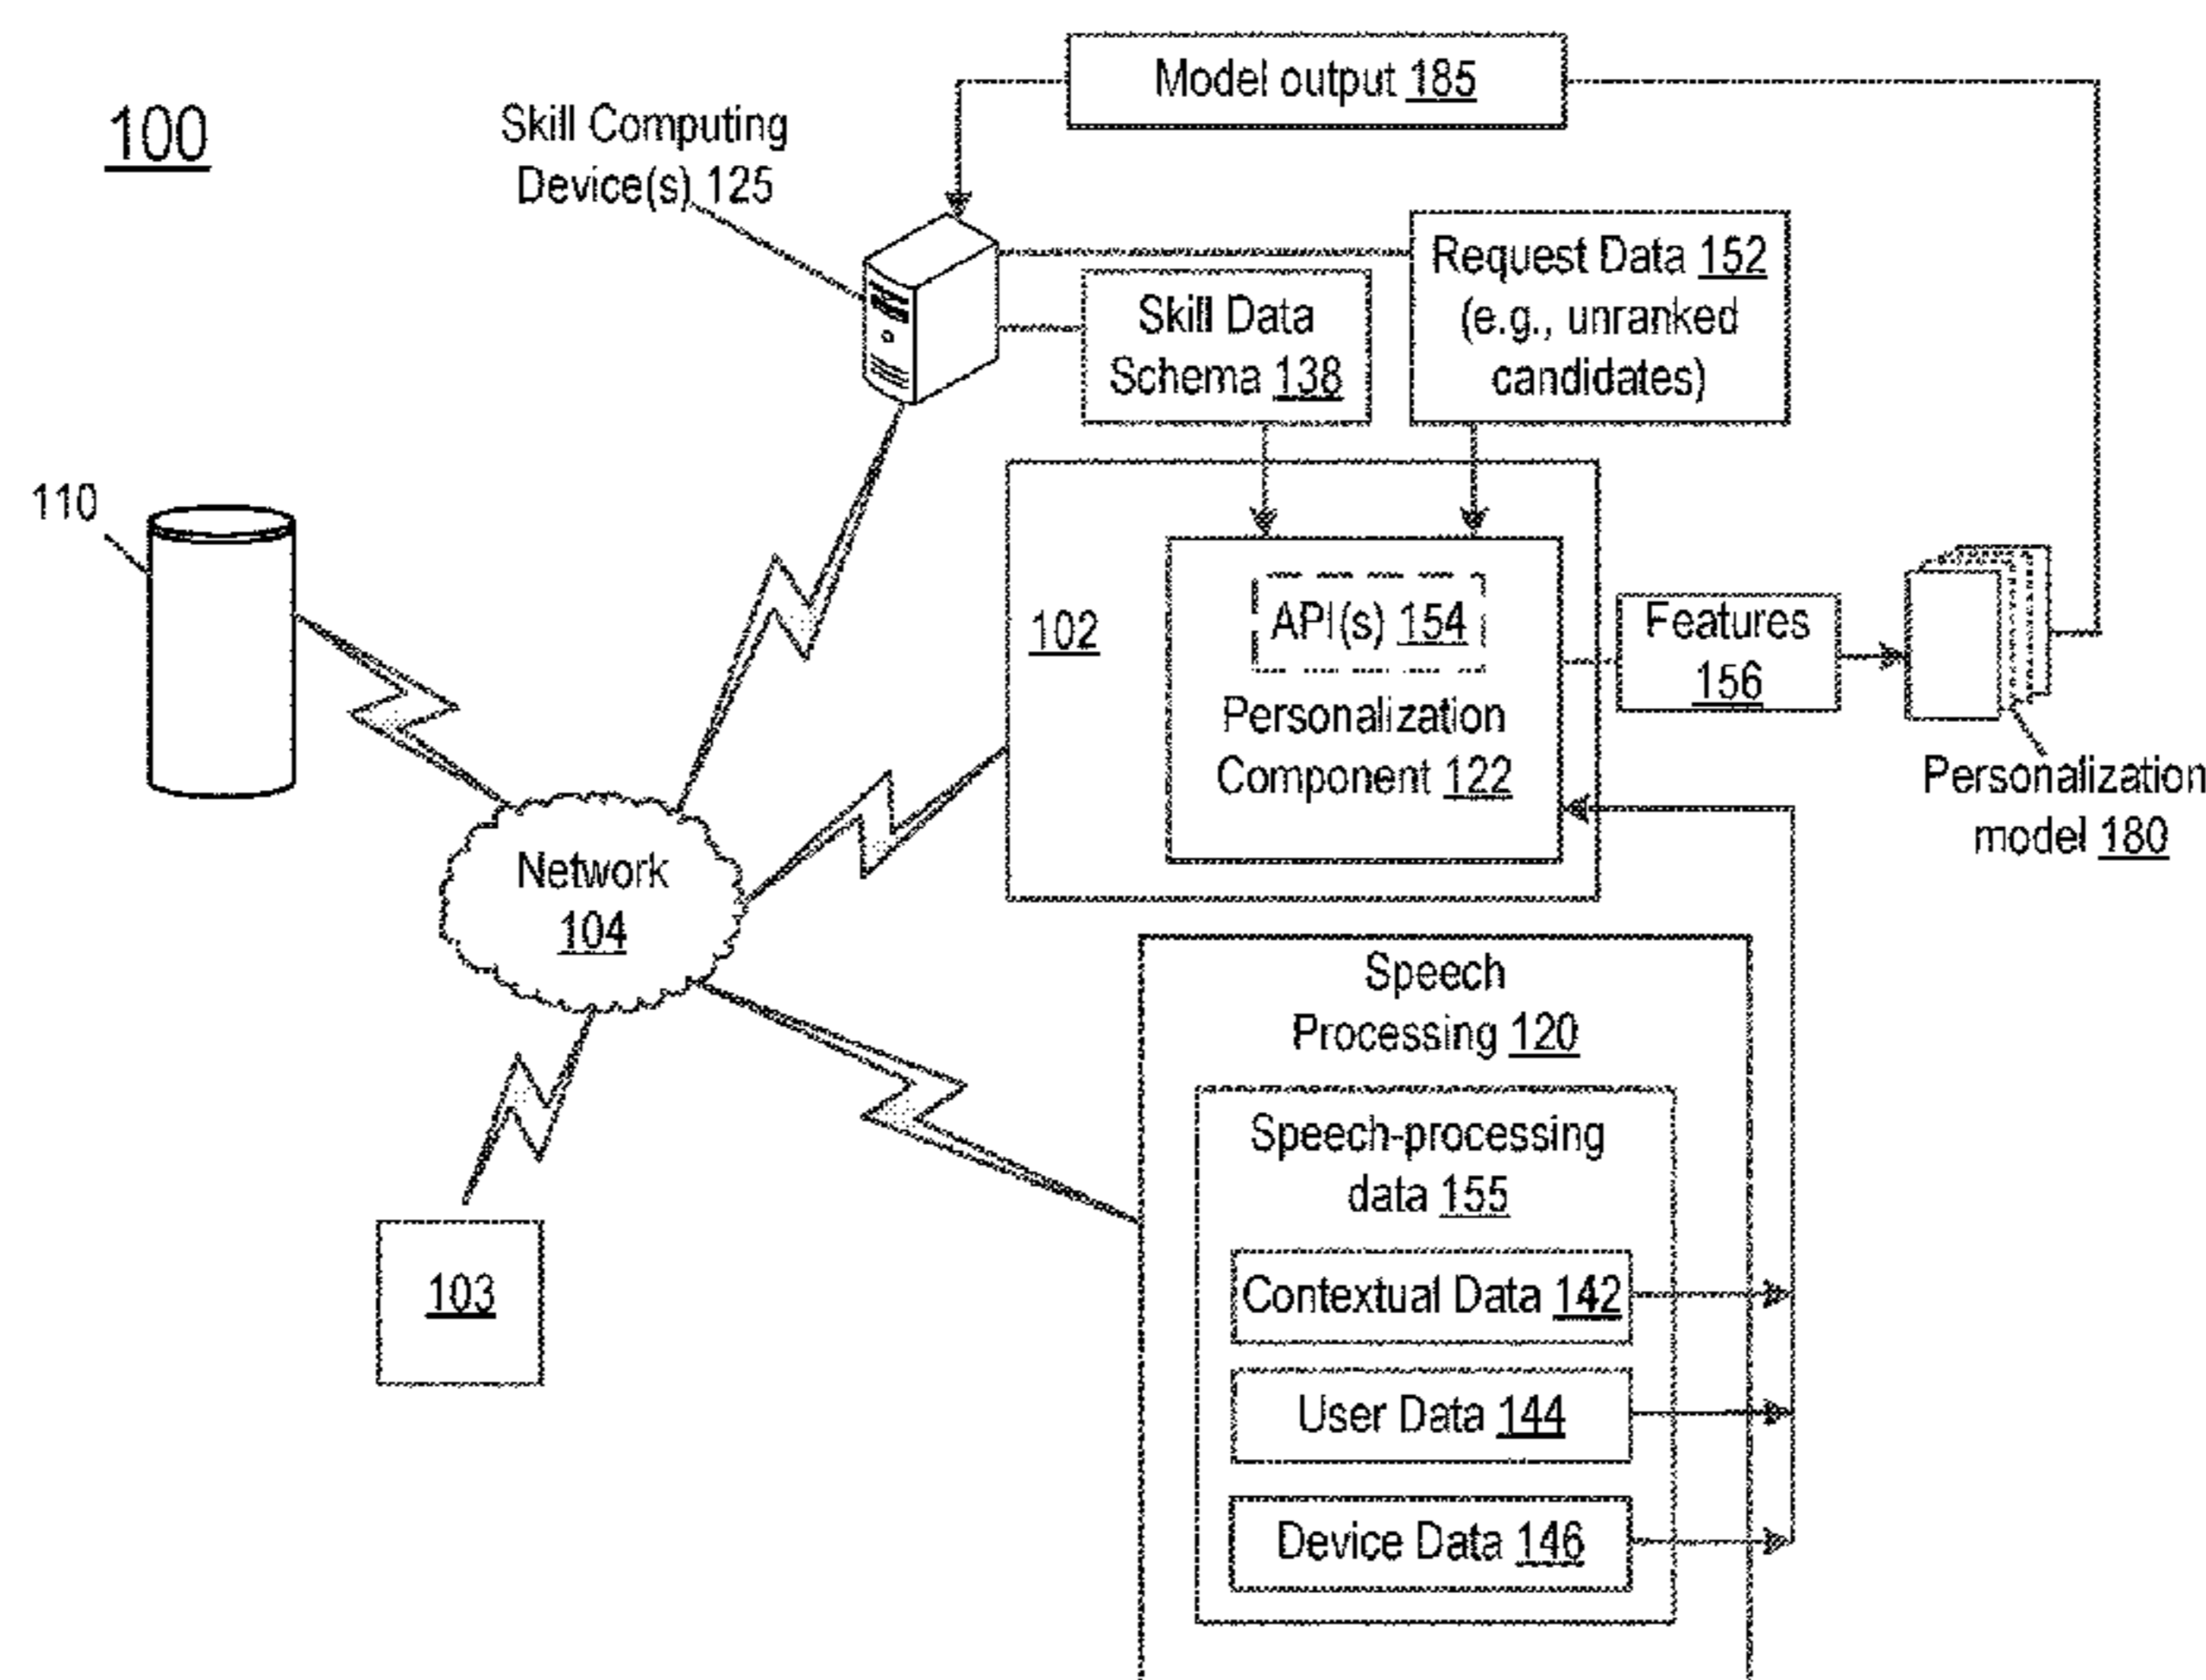 100
Model output 185
Skill Computing
Device(s) 125
Request Data 152
(e.g., unranked
candidates)
Skill Data
Schema 138
110
102
API(s) 154
Personalization
Component 122
Features
156
Personalization
model 180
Network
104
103
Speech
Processing 120
Speech-processing
data 155
Contextual Data 142
User Data 144
Device Data 146